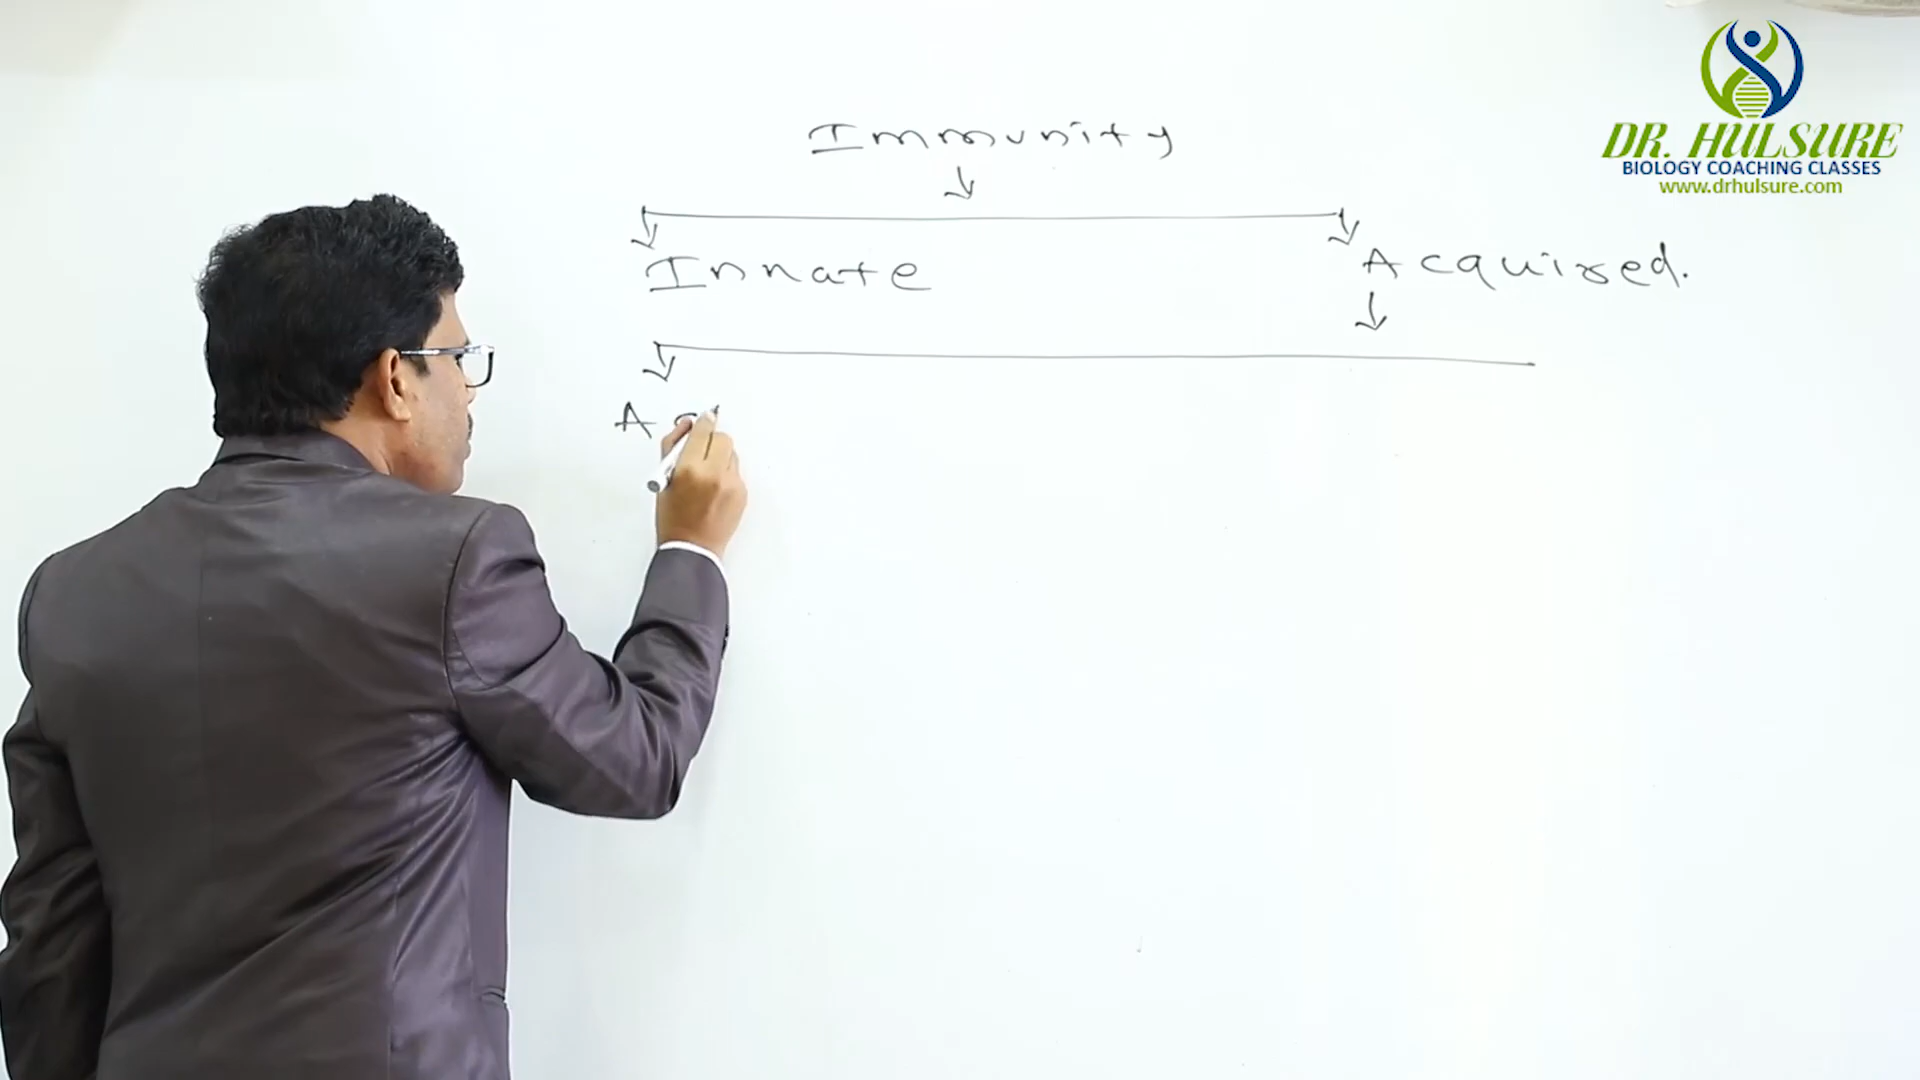 Immunity
Innate
Acquired.
A
DR. HULSURE
BIOLOGY COACHING CLASSES
www.drhulsure.com